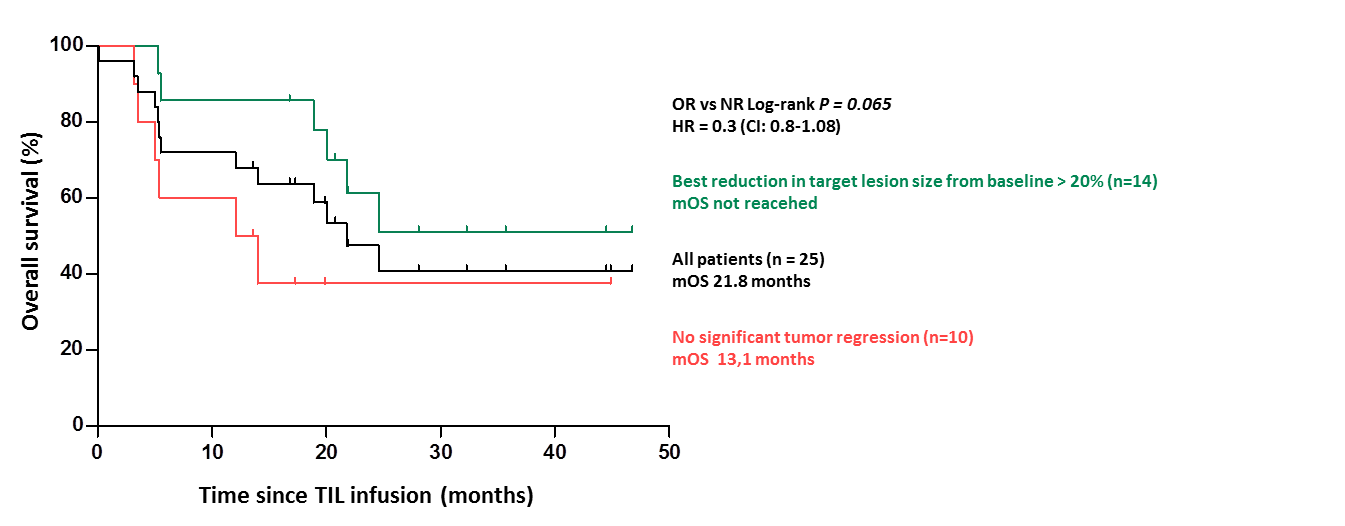 100
80
60
40
20
0
Overall survival (%)
0 10 20 30 40 50
Time since TIL infusion (months)
OR vs NR Log-rank P = 0.065
HR = 0.3 (CI: 0.8-1.08)
Best reduction in target lesion size from baseline > 20% (n=14)
mOS not reacehed
All patients (n = 25)
mOS 21.8 months
No significant tumor regression (n=10)
mOS 13,1 months